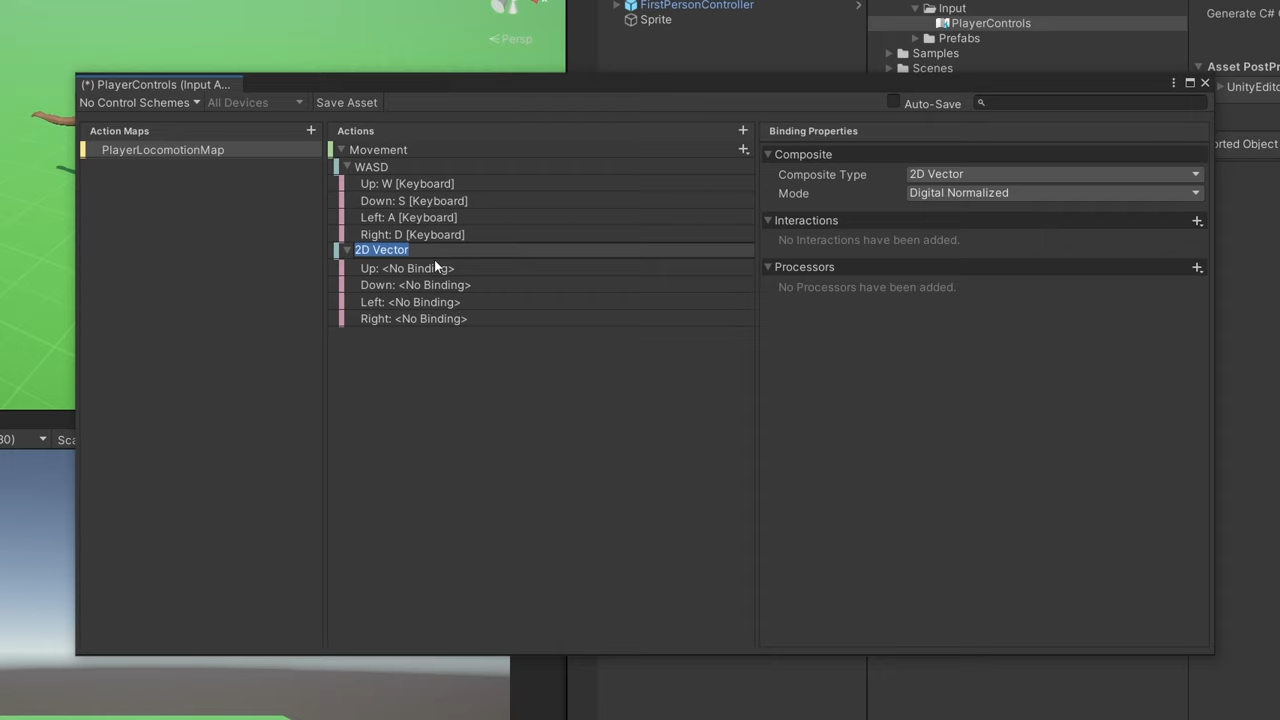 FirstPersonController
Sprite
Persp
Input
PlayerControls
Prefabs
Samples
Scenes
Generate C#
Asset PostPr
UnityEdito
orted Object
(*) PlayerControls (Input A...
No Control Schemes
All Devices
Save Asset
Auto-Save
Action Maps
PlayerLocomotionMap
Actions
Movement
WASD
Up: W [Keyboard]
Down: S [Keyboard]
Left: A [Keyboard]
Right: D [Keyboard]
2D Vector
Up: <No Binding>
Down: <No Binding>
Left: <No Binding>
Right: <No Binding>
Binding Properties
Composite
Composite Type
2D Vector
Mode
Digital Normalized
Interactions
No Interactions have been added.
Processors
No Processors have been added.
30)
Sca